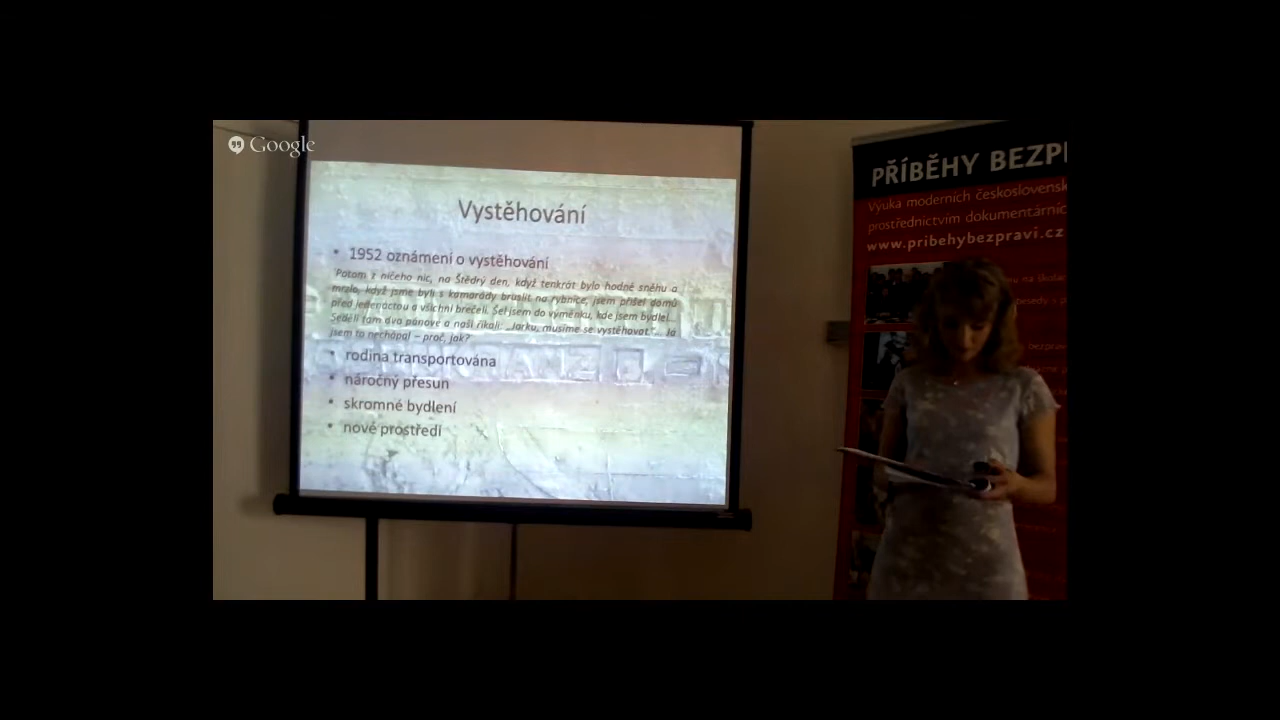 Google
Vystěhování
• 1952 oznámení o vystěhování
Potom z ničeho nic, na Štědrý den, když tenkrát bylo hodně sněhu a
mrzlo, když jsme byli s kamarády bruslit na rybníce, jsem přišel domů
před jedenáctou a všichni brečeli. Šel jsem do výměnku, kde jsem bydlel...
Seděli tam dva pánové a naši říkali: „Jarku, musíme se vystěhovat." Já
jsem to nechápal – proč, jak?
• rodina transportována
• náročný přesun
• skromné bydlení
• nové prostředí
PŘÍBĚHY BEZP
Výuka moderních československ
prostřednictvím dokumentárníc
www.pribehybezpravi.cz